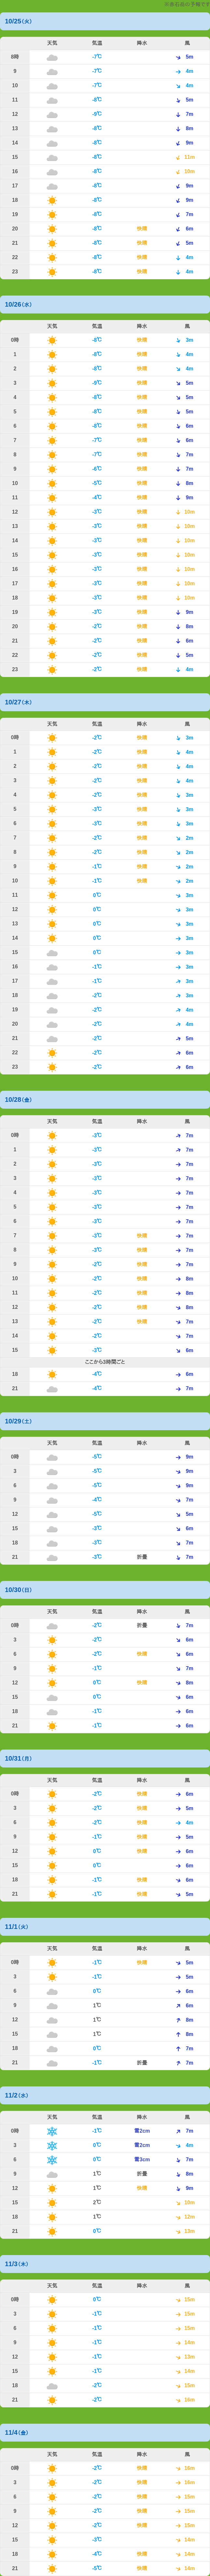 の予報です
10/25(火)
天気 気温 降水 風
8時 -7℃ 5m
9 -7℃ 4m
10 -7℃ 4m
11 -8℃ 5m
12 -9℃ 7m
13 -8℃ 8m
14 -8℃ 9m
15 -8℃ 11m
16 -8℃ 10m
17 -8℃ 9m
18 -8℃ 9m
19 -8℃ 7m
20 -8℃ 快晴 6m
21 -8℃ 快晴 5m
22 -8℃ 快晴 4m
23 -8℃ 快晴 4m
10/26(水)
天気 気温 降水 風
0時 -8℃ 快晴 3m
1 -8℃ 快晴 4m
2 -8℃ 快晴 4m
3 -9℃ 快晴 5m
4 -8℃ 快晴 5m
5 -8℃ 快晴 5m
6 -8℃ 快晴 6m
7 -7℃ 快晴 6m
8 -7℃ 快晴 7m
9 -6℃ 快晴 7m
10 -5℃ 快晴 8m
11 -4℃ 快晴 9m
12 -3℃ 快晴 10m
13 -3℃ 快晴 10m
14 -3℃ 快晴 10m
15 -3℃ 快晴 10m
16 -3℃ 快晴 10m
17 -3℃ 快晴 10m
18 -3℃ 快晴 10m
19 -3℃ 快晴 9m
20 -2℃ 快晴 8m
21 -2℃ 快晴 6m
22 -2℃ 快晴 5m
23 -2℃ 快晴 4m
10/27(木)
天気 気温 降水 風
0時 -2℃ 快晴 3m
1 -2℃ 快晴 4m
2 -2℃ 快晴 4m
3 -2℃ 快晴 4m
4 -2℃ 快晴 3m
5 -3℃ 快晴 3m
6 -3℃ 快晴 3m
7 -2℃ 快晴 2m
8 -2℃ 快晴 2m
9 -1℃ 快晴 2m
10 -1℃ 快晴 2m
11 0℃ 3m
12 0℃ 3m
13 0℃ 3m
14 0℃ 3m
15 0℃ 3m
16 -1℃ 3m
17 -1℃ 3m
18 -2℃ 3m
19 -2℃ 4m
20 -2℃ 4m
21 -2℃ 5m
22 -2℃ 6m
23 -2℃ 6m
10/28(金)
天気 気温 降水 風
0時 -3℃ 7m
1 -3℃ 7m
2 -3℃ 7m
3 -3℃ 7m
4 -3℃ 7m
5 -3℃ 7m
6 -3℃ 7m
7 -3℃ 快晴 7m
8 -3℃ 快晴 7m
9 -2℃ 快晴 7m
10 -2℃ 快晴 8m
11 -2℃ 快晴 8m
12 -2℃ 快晴 8m
13 -2℃ 快晴 7m
14 -2℃ 7m
15 -3℃ 6m
ここから3時間ごと
18 -4℃ 6m
21 -4℃ 7m
10/29(土)
天気 気温 降水 風
0時 -5℃ 9m
3 -5℃ 9m
6 -5℃ 9m
9 -4℃ 7m
12 -5℃ 5m
15 -3℃ 6m
18 -3℃ 7m
21 -3℃ 折畳 7m
10/30(日)
天気 気温 降水 風
0時 -2℃ 折畳 7m
3 -2℃ 6m
6 -2℃ 快晴 6m
9 -1℃ 7m
12 0℃ 快晴 8m
15 0℃ 6m
18 -1℃ 6m
21 -1℃ 6m
10/31(月)
天気 気温 降水 風
0時 -2℃ 快晴 6m
3 -2℃ 快晴 5m
6 -2℃ 快晴 4m
9 -1℃ 快晴 5m
12 0℃ 快晴 6m
15 0℃ 快晴 6m
18 -1℃ 快晴 6m
21 -1℃ 快晴 5m
11/1(火)
天気 気温 降水 風
0時 -1℃ 快晴 5m
3 -1℃ 5m
6 0℃ 6m
9 1℃ 6m
12 1℃ 8m
15 1℃ 8m
18 0℃ 7m
21 -1℃ 折畳 7m
11/2(水)
天気 気温 降水 風
0時 -1℃ 雪2cm 7m
3 0℃ 雪2cm 4m
6 0℃ 雪3cm 7m
9 1℃ 折畳 8m
12 1℃ 快晴 9m
15 2℃ 10m
18 1℃ 12m
21 0℃ 13m
11/3(木)
天気 気温 降水 風
0時 0℃ 15m
3 -1℃ 15m
6 -1℃ 15m
9 -1℃ 14m
12 -1℃ 13m
15 -1℃ 14m
18 -2℃ 15m
21 -2℃ 16m
11/4(金)
天気 気温 降水 風
0時 -2℃ 快晴 16m
3 -2℃ 快晴 16m
6 -2℃ 快晴 15m
9 -2℃ 快晴 15m
12 -2℃ 快晴 15m
15 -3℃ 14m
18 -4℃ 快晴 14m
21 -5℃ 快晴 14m